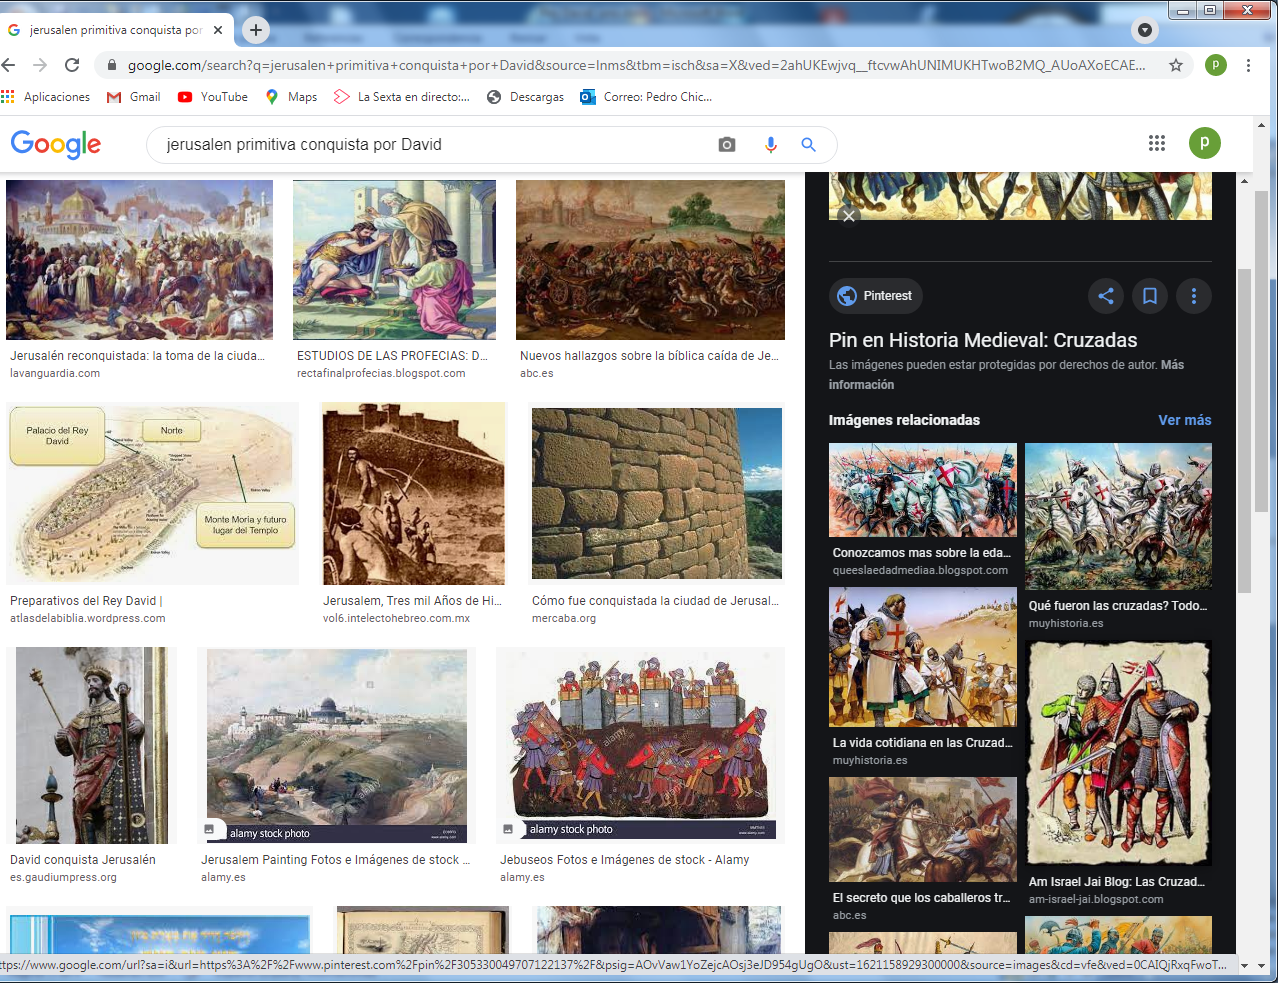 jerusalen primitiva conquista por
google.com/search?q=jerusalen+primitiva+conquista+por+David&source=lnms&tbm=isch&sa=X&ved=2ahUKEwjvq__ftcvwAhUNIMUKHTwoB2MQ_AUoAXoECAE...
P
Aplicaciones
Gmail
YouTube
Maps
La Sexta en directo:...
Descargas
Correo: Pedro Chic...
Google
jerusalen primitiva conquista por David
p
Jerusalén reconquistada: la toma de la ciuda...
lavanguardia.com
ESTUDIOS DE LAS PROFECIAS: D...
rectafinalprofecias.blogspot.com
Nuevos hallazgos sobre la bíblica caída de Je...
abc.es
Palacio del Rey
David
Norte
Monte Moria y futuro
lugar del Templo
Preparativos del Rey David |
atlasdelabiblia.wordpress.com
Jerusalem, Tres mil Años de Hi...
vol6.intelectohebreo.com.mx
Cómo fue conquistada la ciudad de Jerusal...
mercaba.org
David conquista Jerusalén
es.gaudiumpress.org
alamy stock photo
Jerusalem Painting Fotos e Imágenes de stock ...
alamy.es
alamy stock photo
Jebuseos Fotos e Imágenes de stock - Alamy
alamy.es
Pinterest
Pin en Historia Medieval: Cruzadas
Las imágenes pueden estar protegidas por derechos de autor. Más
información
Imágenes relacionadas
Ver más
Conozcamos mas sobre la eda...
queeslaedadmediaa.blogspot.com
Qué fueron las cruzadas? Todo...
muyhistoria.es
La vida cotidiana en las Cruzad...
muyhistoria.es
El secreto que los caballeros tr...
abc.es
Am Israel Jai Blog: Las Cruzad...
am-israel-jai.blogspot.com
ttps://www.google.com/url?sa=i&url=https%3A%2F%2Fwww.pinterest.com%2Fpin%2F305330049707122137%2F&psig=AOvVaw1YoZejcAOsj3eJD954gUgO&ust=1621158929300000&source=images&cd=vfe&ved=0CAIQjRxqFwoT...